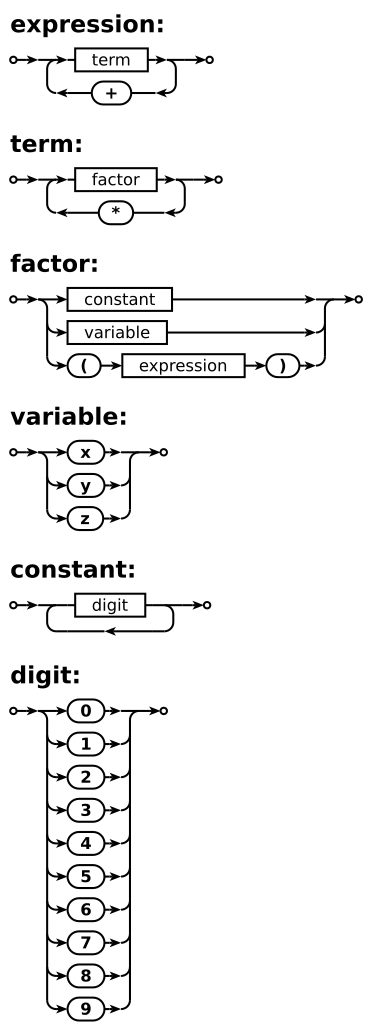 expression:
term
+
term:
factor
*
factor:
constant
variable
( expression )
variable:
x
y
z
constant:
digit
digit:
0
1
2
3
4
5
6
7
8
9